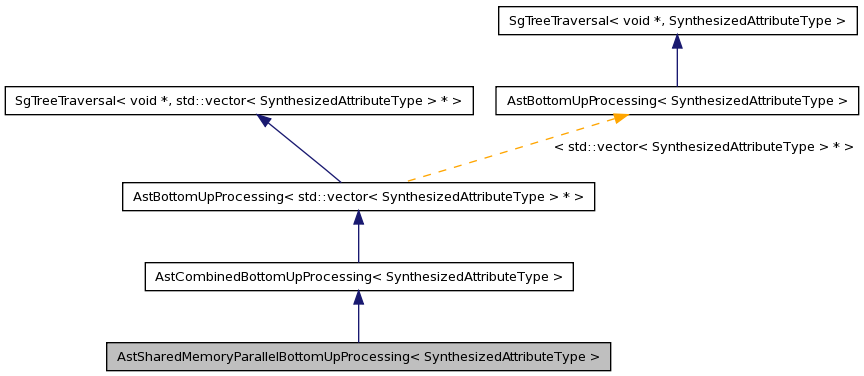 SgTreeTraversal< void *, SynthesizedAttributeType >
SgTreeTraversal< void *, std::vector< SynthesizedAttributeType > * >
AstBottomUpProcessing< SynthesizedAttributeType >
< std::vector< SynthesizedAttributeType > * >
AstBottomUpProcessing< std::vector< SynthesizedAttributeType > * >
AstCombinedBottomUpProcessing< SynthesizedAttributeType >
AstSharedMemoryParallelBottomUpProcessing< SynthesizedAttributeType >